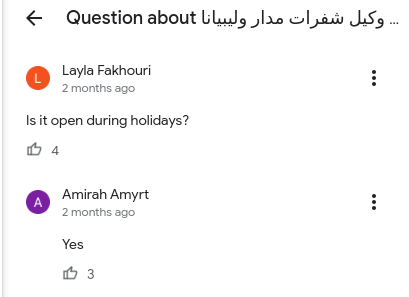 Question about وكيل شفرات مدار وليبيانا ...
L
Layla Fakhouri
2 months ago
Is it open during holidays?
4
A
Amirah Amyrt
2 months ago
Yes
3